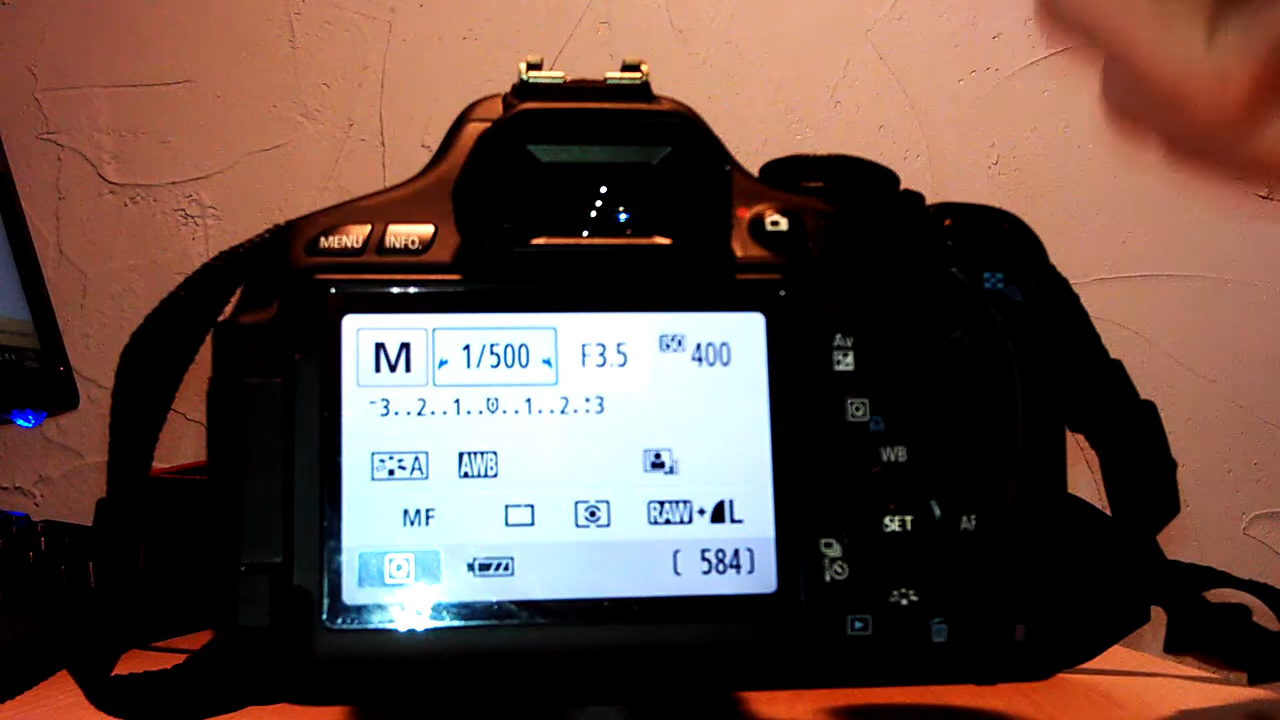 MENU INFO.
M 1/500 F3.5 ISO 400
-3..2..1..0..1..2.:3
A AWB
MF RAW+L
[ 584]
Av
WB
SET AF